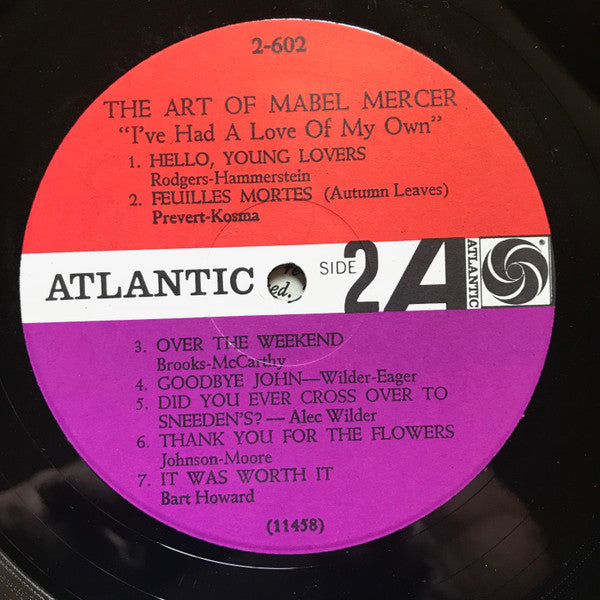 2-602
THE ART OF MABEL MERCER
"I've Had A Love Of My Own"
1. HELLO, YOUNG LOVERS
Rodgers-Hammerstein
2. FEUILLES MORTES (Autumn Leaves)
Prevert-Kosma
ATLANTIC
ed.
SIDE 2A
ATLANTIC
®
3. OVER THE WEEKEND
Brooks-McCarthy
4. GOODBYE JOHN—Wilder-Eager
5. DID YOU EVER CROSS OVER TO
SNEEDEN'S?—Alec Wilder
6. THANK YOU FOR THE FLOWERS
Johnson-Moore
7. IT WAS WORTH IT
Bart Howard
(11458)